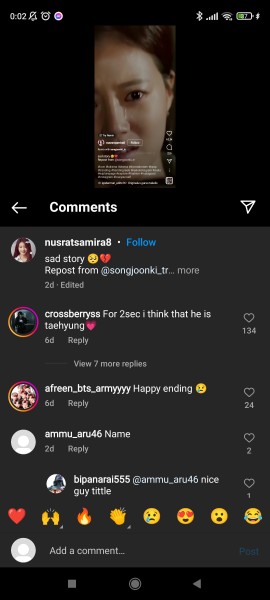 0:02
67
nusratsamira8
Comments
nusratsamira8 • Follow
sad story 🥺💔
Repost from @songjoonki_tr... more
2d · Edited
crossberryss For 2sec i think that he is
taehyung💗
134
6d Reply
View 7 more replies
afreen_bts_armyyyy Happy ending 😢
24
6d Reply
ammu_aru46 Name
2
2d Reply
bipanarai555 @ammu_aru46 nice
guy tittle
1
❤️ 🙌 🔥 👏 😢 😍 😮 😂
Add a comment...
Post